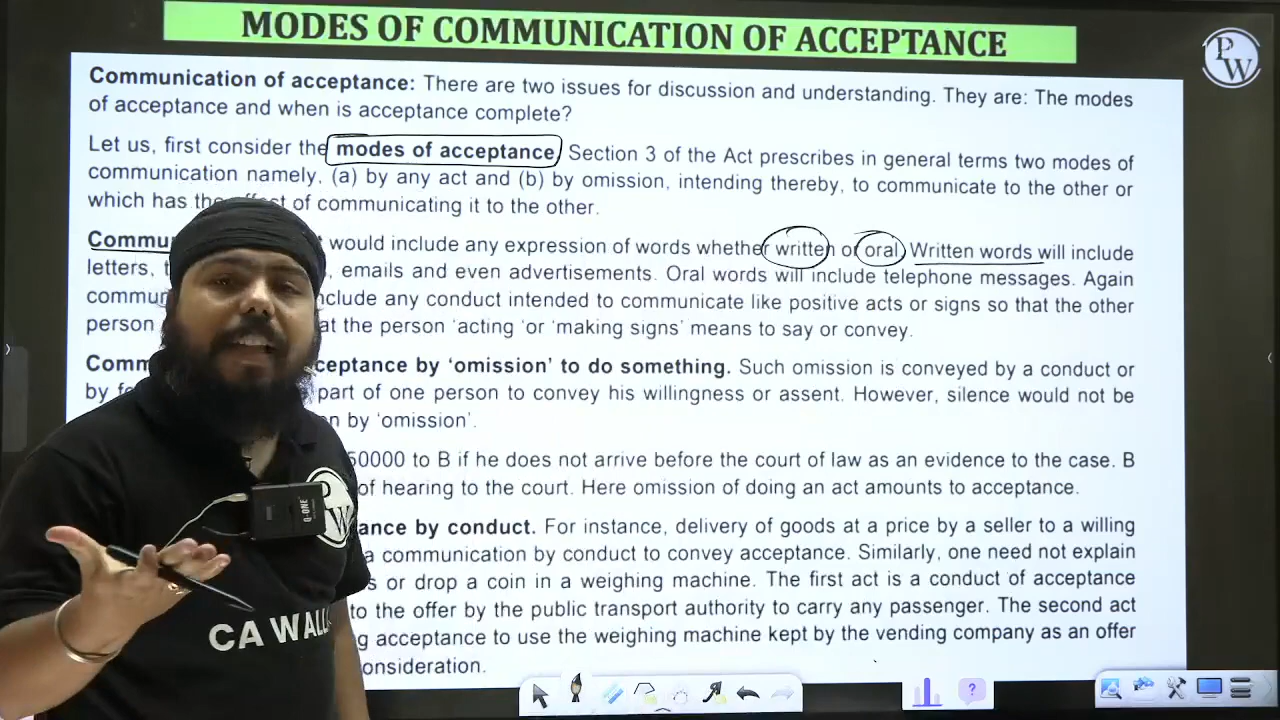 MODES OF COMMUNICATION OF ACCEPTANCE
PW
Communication of acceptance: There are two issues for discussion and understanding. They are: The modes
of acceptance and when is acceptance complete?
Let us, first consider the modes of acceptance. Section 3 of the Act prescribes in general terms two modes of
communication namely, (a) by any act and (b) by omission, intending thereby, to communicate to the other or
which has the of communicating it to the other.
would include any expression of words whether written or oral. Written words will include
letters, emails and even advertisements. Oral words will include telephone messages. Again
include any conduct intended to communicate like positive acts or signs so that the other
person at the person 'acting 'or 'making signs' means to say or convey.
by 'omission' to do something. Such omission is conveyed by a conduct or
by part of one person to convey his willingness or assent. However, silence would not be
by 'omission'.
to B if he does not arrive before the court of law as an evidence to the case. B
of hearing to the court. Here omission of doing an act amounts to acceptance.
by conduct. For instance, delivery of goods at a price by a seller to a willing
a communication by conduct to convey acceptance. Similarly, one need not explain
or drop a coin in a weighing machine. The first act is a conduct of acceptance
to the offer by the public transport authority to carry any passenger. The second act
acceptance to use the weighing machine kept by the vending company as an offer
PW
Q-ONE
CA WALL